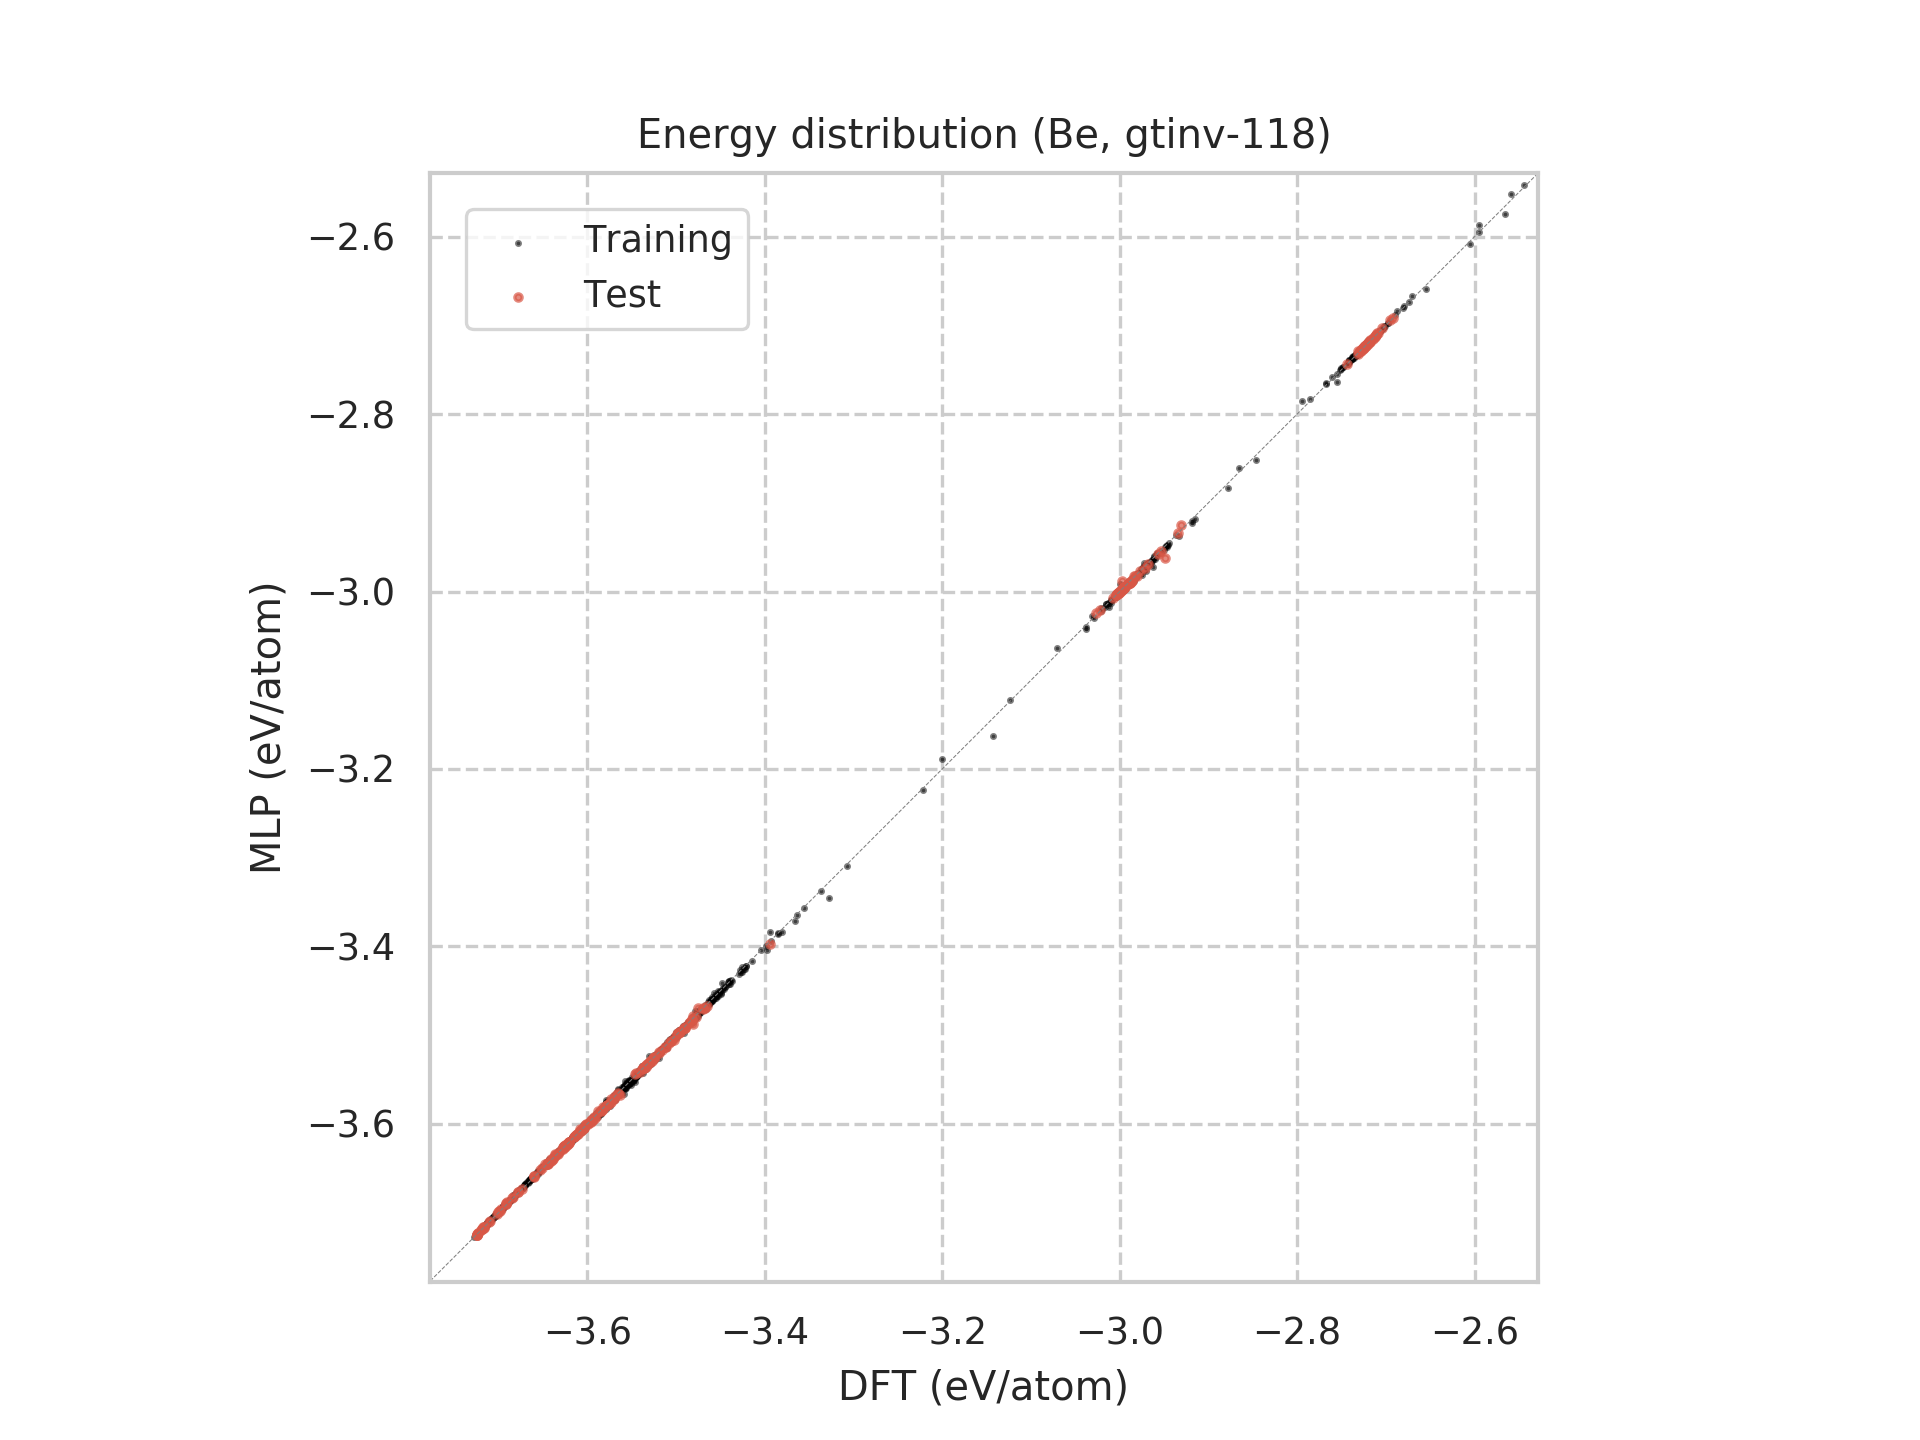 Energy distribution (Be, gtinv-118)
Training
Test
−2.6
−2.8
−3.0
−3.2
−3.4
−3.6
MLP (eV/atom)
−3.6 −3.4 −3.2 −3.0 −2.8 −2.6
DFT (eV/atom)